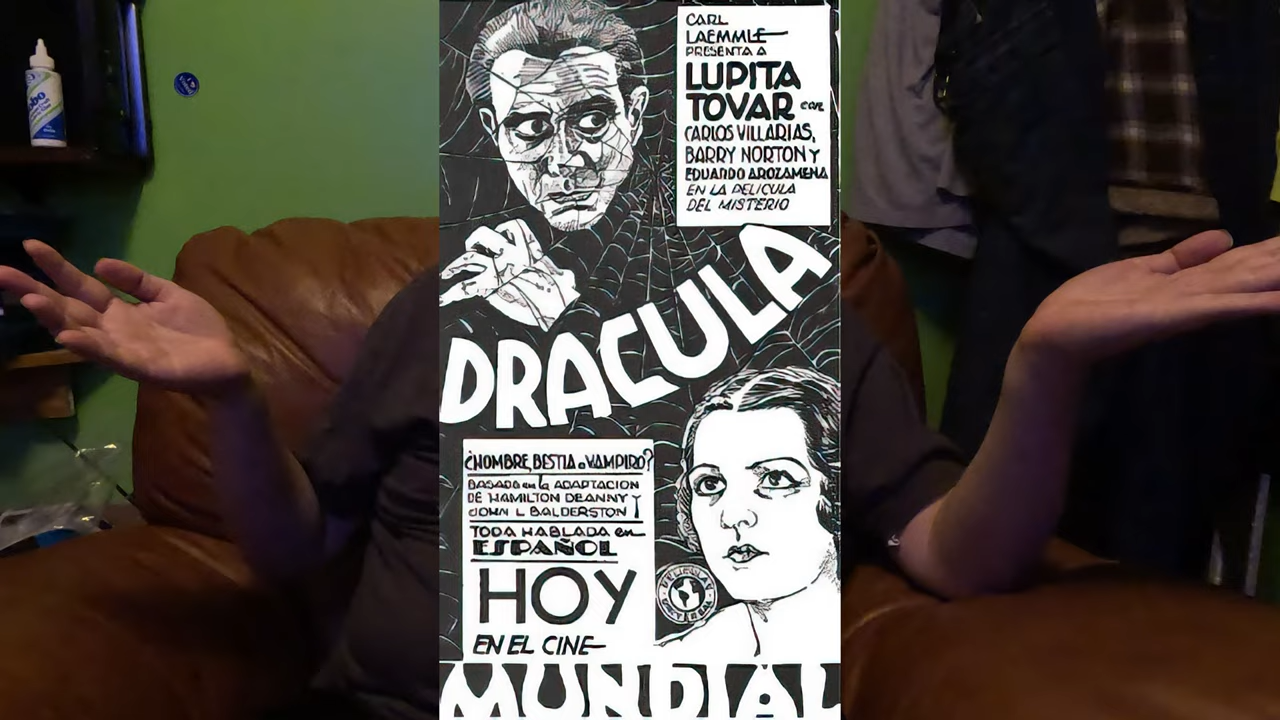 CARL
LAEMMLE
PRESENTA A
LUPITA
TOVAR con
CARLOS VILLARIAS,
BARRY NORTON Y
EDUARDO AROZAMENA
EN LA PELICULA
DEL MISTERIO
DRACULA
¿HOMBRE, BESTIA o VAMPIRO?
BASADO en la ADAPTACION
DE HAMILTON DEANNY Y
JOHN L BALDERSTON
TODA HABLADA en
ESPAÑOL
HOY
EN EL CINE
MUNDIAL